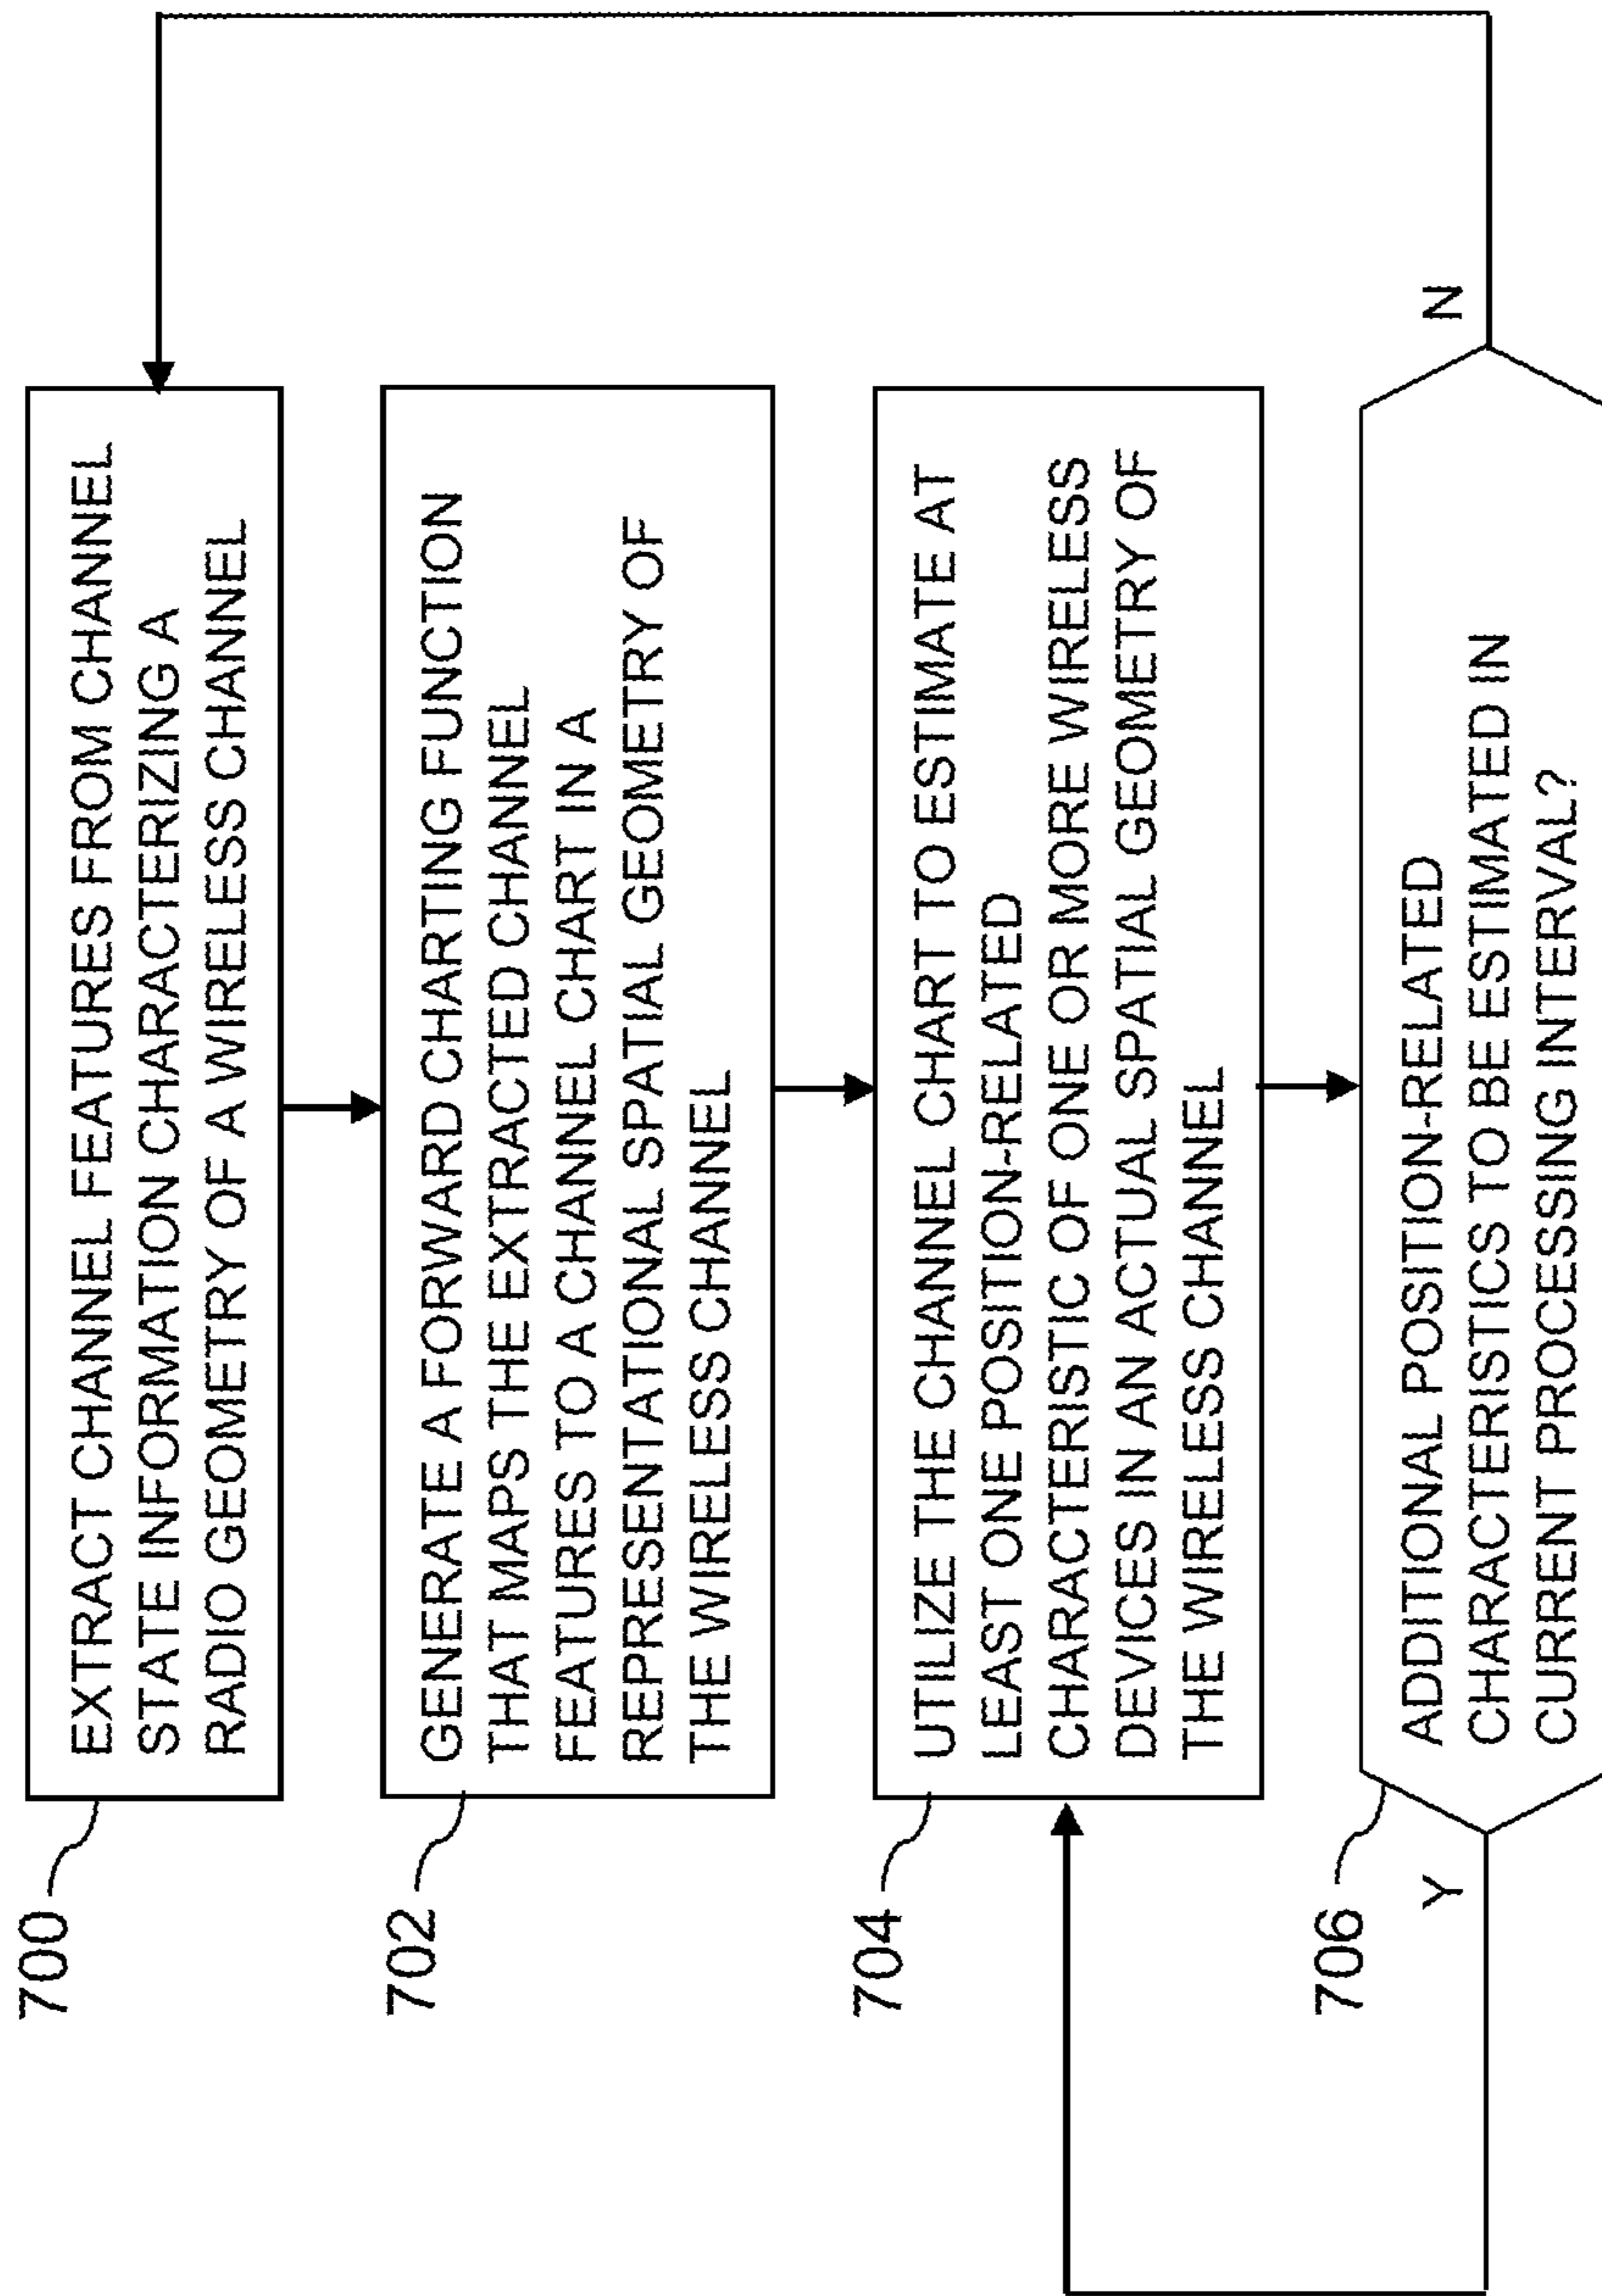 700
EXTRACT CHANNEL FEATURES FROM CHANNEL
STATE INFORMATION CHARACTERIZING A
RADIO GEOMETRY OF A WIRELESS CHANNEL
702
GENERATE A FORWARD CHARTING FUNCTION
THAT MAPS THE EXTRACTED CHANNEL
FEATURES TO A CHANNEL CHART IN A
REPRESENTATIONAL SPATIAL GEOMETRY OF
THE WIRELESS CHANNEL
704
UTILIZE THE CHANNEL CHART TO ESTIMATE AT
LEAST ONE POSITION-RELATED
CHARACTERISTIC OF ONE OR MORE WIRELESS
DEVICES IN AN ACTUAL SPATIAL GEOMETRY OF
THE WIRELESS CHANNEL
706
Y
ADDITIONAL POSITION-RELATED
CHARACTERISTICS TO BE ESTIMATED IN
CURRENT PROCESSING INTERVAL?
N